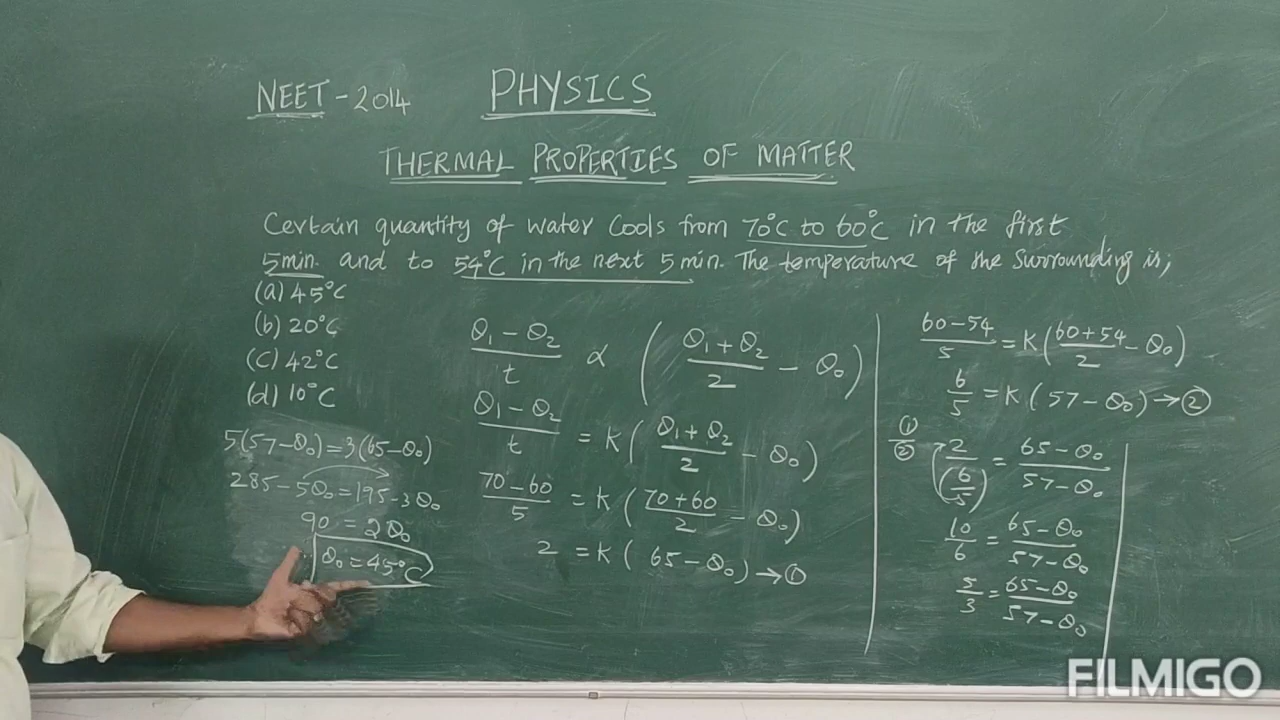 NEET - 2014 PHYSICS
THERMAL PROPERTIES OF MATTER
Certain quantity of water Cools from 70°C to 60°C in the first
5min. and to 54°C in the next 5 min. The temperature of the surrounding is;
(a) 45°C
(b) 20°C
(c) 42°C
(d) 10°C
5(57-θ₀)=3(65-θ₀)
285-5θ₀=195-3θ₀
90 = 2θ₀
θ₀=45°C
(θ₁-θ₂)/t α ((θ₁+θ₂)/2 - θ₀)
(θ₁-θ₂)/t = K((θ₁+θ₂)/2 - θ₀)
(70-60)/5 = K((70+60)/2 - θ₀)
2 = K(65-θ₀) → ①
(60-54)/5 = K((60+54)/2 - θ₀)
6/5 = K(57-θ₀) → ②
①/② 2/(6/5) = (65-θ₀)/(57-θ₀)
10/6 = (65-θ₀)/(57-θ₀)
5/3 = (65-θ₀)/(57-θ₀)
FILMIGO